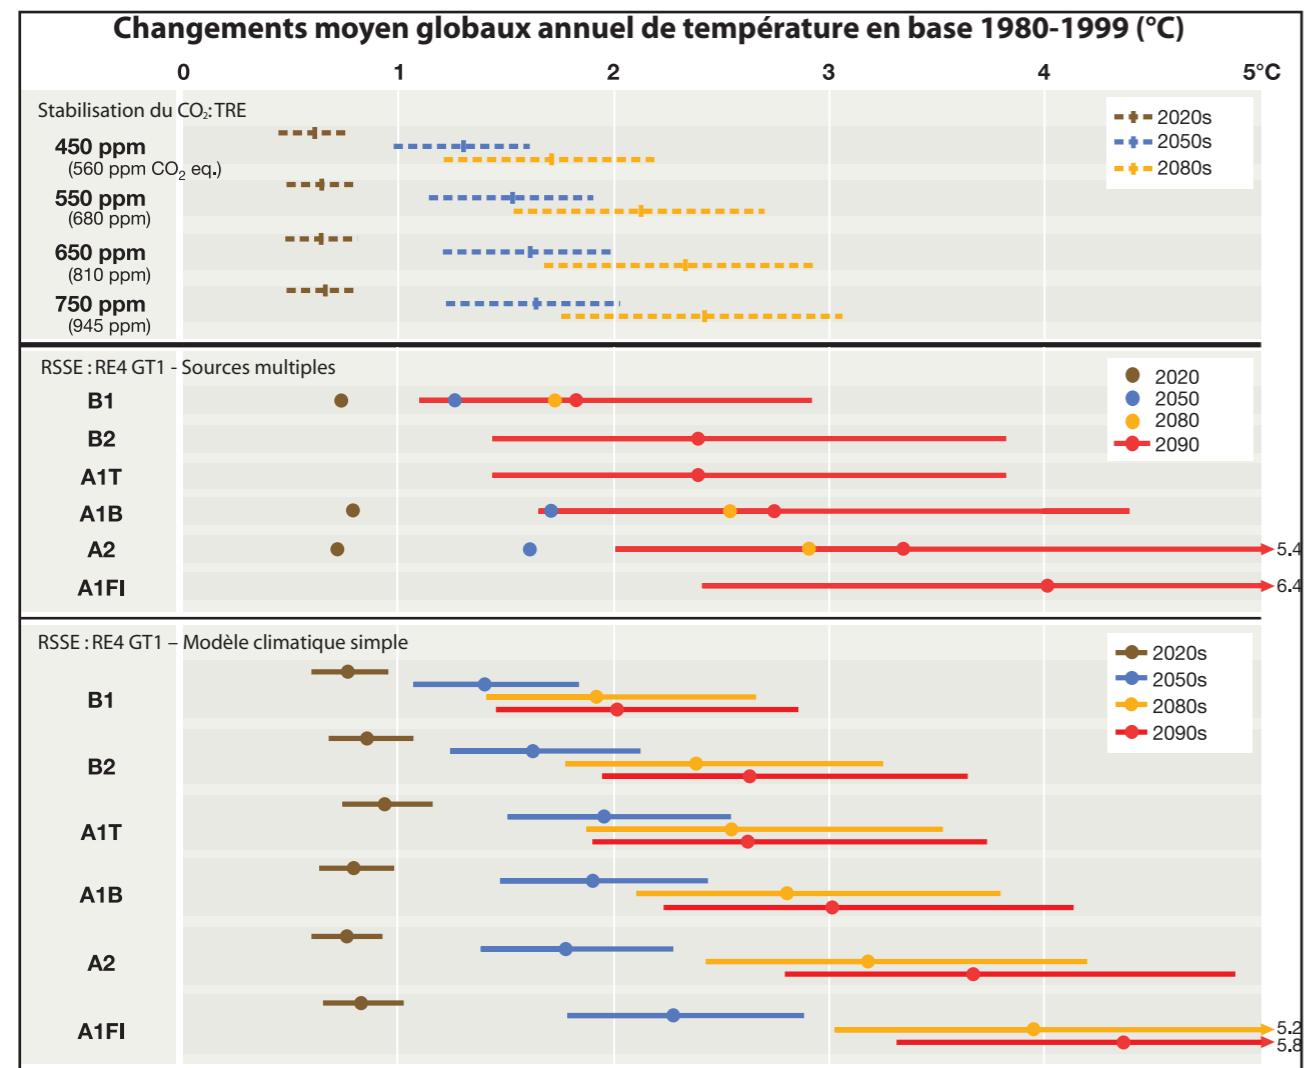 Changements moyen globaux annuel de température en base 1980-1999 (°C)
0 1 2 3 4 5°C
Stabilisation du CO₂: TRE
2020s
2050s
2080s
450 ppm
(560 ppm CO₂ eq.)
550 ppm
(680 ppm)
650 ppm
(810 ppm)
750 ppm
(945 ppm)
RSSE : RE4 GT1 - Sources multiples
2020
2050
2080
2090
B1
B2
A1T
A1B
A2
5.4
A1FI
6.4
RSSE : RE4 GT1 – Modèle climatique simple
2020s
2050s
2080s
2090s
B1
B2
A1T
A1B
A2
A1FI
5.2
5.8